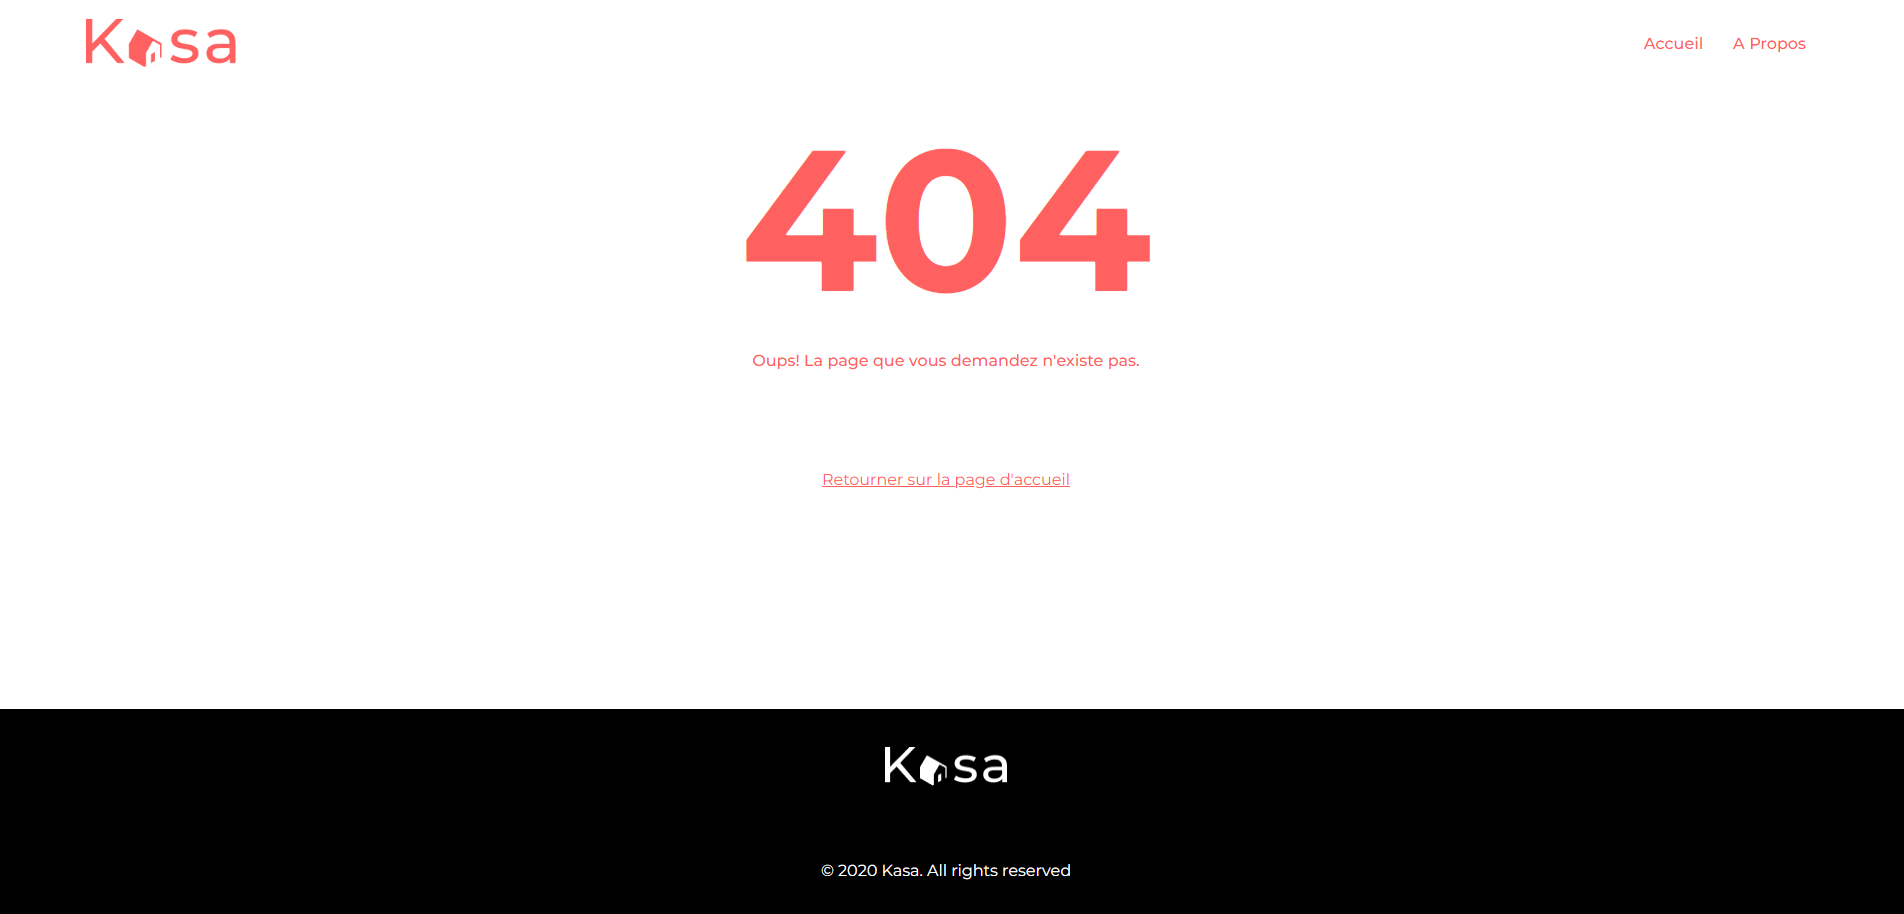 Kasa
Accueil A Propos
404
Oups! La page que vous demandez n'existe pas.
Retourner sur la page d'accueil
Kasa
© 2020 Kasa. All rights reserved